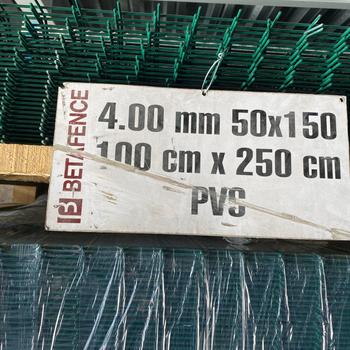 BETAFENCE
4.00 mm 50x150
100 cm x 250 cm
PVS